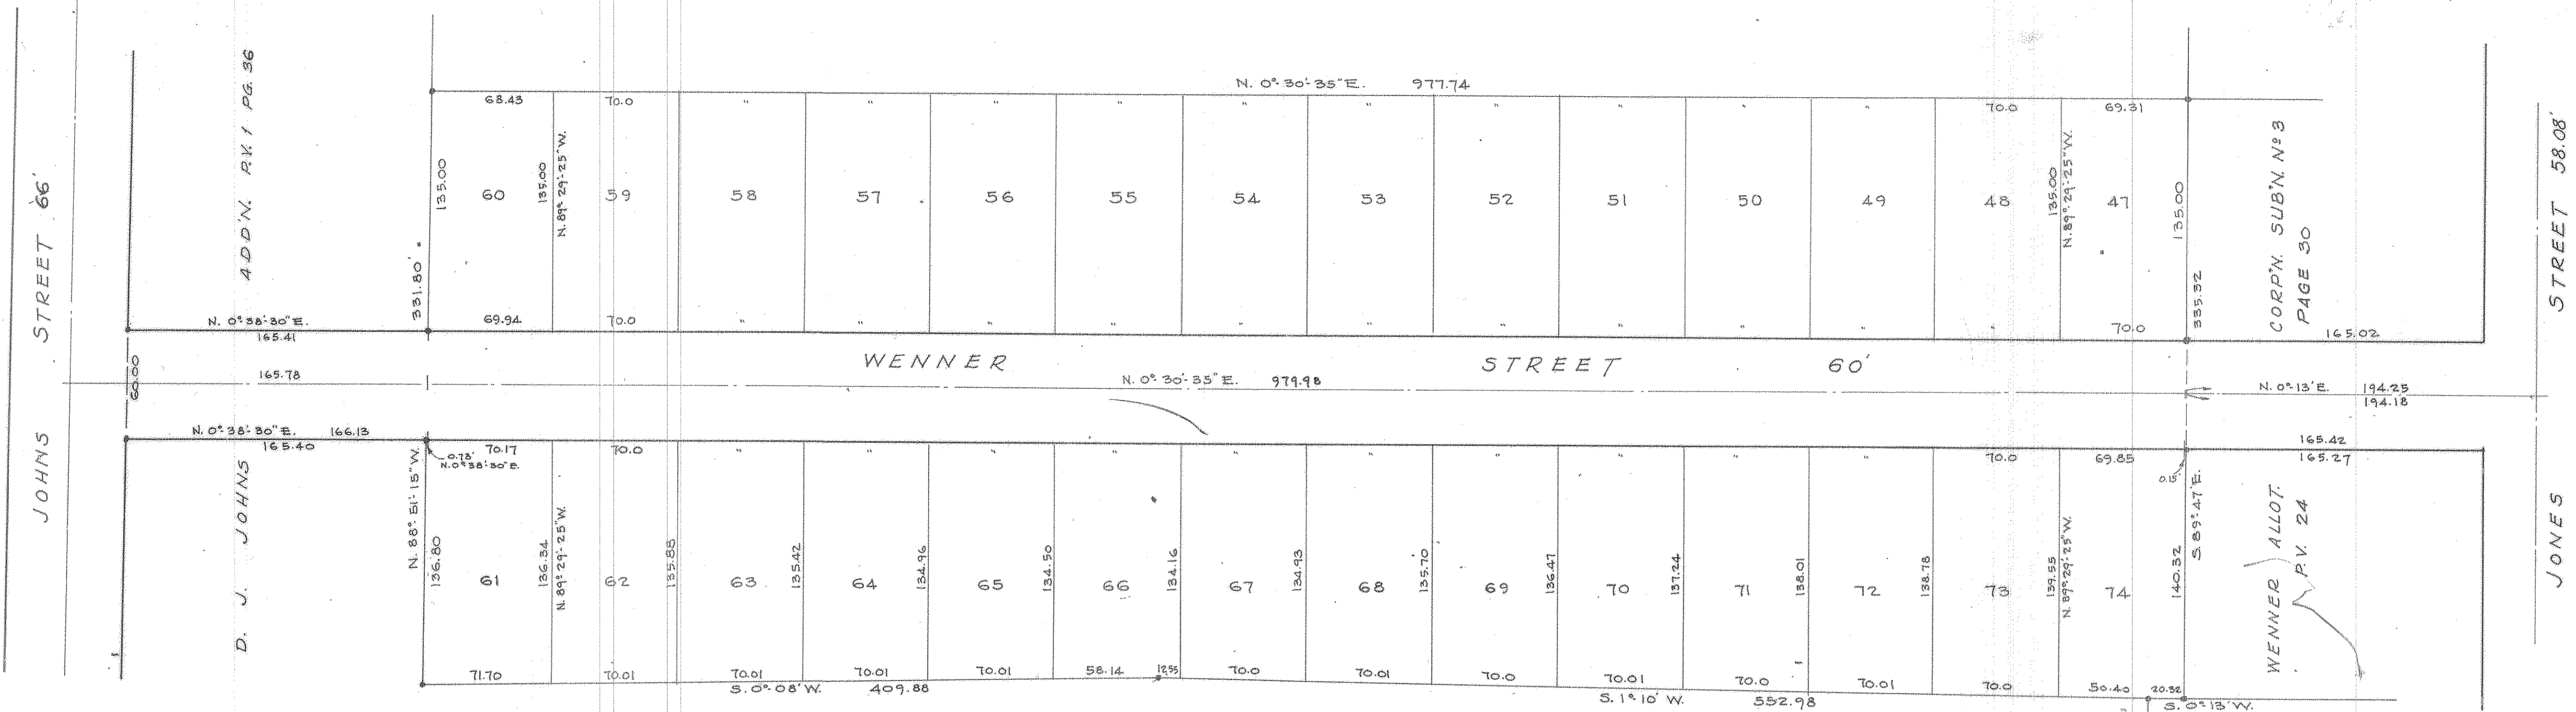 JOHNS STREET 66'
ADD'N. P.V. 1 PG. 36
N. 0°-30'-35" E. 977.74
68.43 70.0 " " " " " " " " " " 70.0 69.31
135.00
60
135.00
N. 89°-29'-25" W.
59 58 57 56 55 54 53 52 51 50 49 48
135.00
N. 89°-29'-25" W.
47
135.00
CORP'N. SUB'N. Nº 3
PAGE 30
STREET 58.08'
331.80'
335.32
N. 0°-38'-30" E.
165.41
69.94 70.0 " " " " " " " " " " " 70.0
165.02
WENNER STREET 60'
60.00
165.78
N. 0°-30'-35" E. 979.98
N. 0°-13' E. 194.25
194.18
N. 0°-38'-30" E. 166.13
165.40
0.73'
N. 0°38'-30" E.
70.17 70.0 " " " " " " " " " " 70.0 69.85
165.42
165.27
0.15'
D. J. JOHNS
N. 88°-51'-15" W.
136.80
61
136.34
N. 89°-29'-25" W.
62
135.88
63
135.42
64
134.96
65
134.50
66
134.16
67
134.93
68
135.70
69
136.47
70
137.24
71
138.01
72
138.78
73
139.55
N. 89°-29'-25" W.
74
140.32
S. 89°-47' E.
WENNER ALLOT.
P.V. 24
JONES
71.70 70.01 70.01 70.01 70.01 58.14 12.55 70.0 70.01 70.0 70.01 70.0 70.01 70.0 50.40 20.32
S. 0°-08' W. 409.88
S. 1°-10' W. 552.98
S. 0°-13' W.